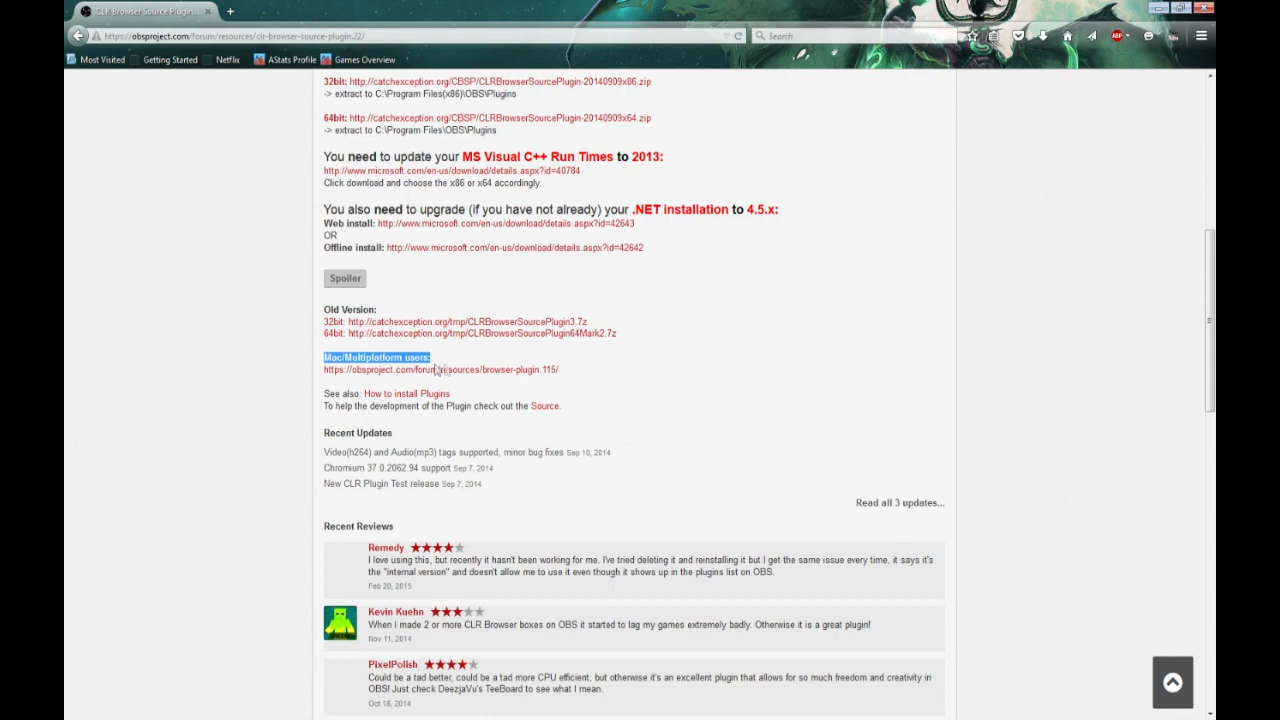 CLR Browser Source Plugin...
https://obsproject.com/forum/resources/clr-browser-source-plugin.22/
Search
ABP
Most Visited
Getting Started
Netflix
AStats Profile
Games Overview
32bit: http://catchexception.org/CBSP/CLRBrowserSourcePlugin-20140909x86.zip
-> extract to C:\Program Files(x86)\OBS\Plugins
64bit: http://catchexception.org/CBSP/CLRBrowserSourcePlugin-20140909x64.zip
-> extract to C:\Program Files\OBS\Plugins
You need to update your MS Visual C++ Run Times to 2013:
http://www.microsoft.com/en-us/download/details.aspx?id=40784
Click download and choose the x86 or x64 accordingly.
You also need to upgrade (if you have not already) your .NET installation to 4.5.x:
Web install: http://www.microsoft.com/en-us/download/details.aspx?id=42643
OR
Offline install: http://www.microsoft.com/en-us/download/details.aspx?id=42642
Spoiler
Old Version:
32bit: http://catchexception.org/tmp/CLRBrowserSourcePlugin3.7z
64bit: http://catchexception.org/tmp/CLRBrowserSourcePlugin64Mark2.7z
Mac/Multiplatform users:
https://obsproject.com/forum/resources/browser-plugin.115/
See also: How to install Plugins
To help the development of the Plugin check out the Source.
Recent Updates
Video(h264) and Audio(mp3) tags supported, minor bug fixes Sep 10, 2014
Chromium 37.0.2062.94 support Sep 7, 2014
New CLR Plugin Test release Sep 7, 2014
Read all 3 updates...
Recent Reviews
Remedy
I love using this, but recently it hasn't been working for me. I've tried deleting it and reinstalling it but I get the same issue every time, it says it's
the "internal version" and doesn't allow me to use it even though it shows up in the plugins list on OBS.
Feb 20, 2015
Kevin Kuehn
When I made 2 or more CLR Browser boxes on OBS it started to lag my games extremely badly. Otherwise it is a great plugin!
Nov 11, 2014
PixelPolish
Could be a tad better, could be a tad more CPU efficient, but otherwise it's an excellent plugin that allows for so much freedom and creativity in
OBS! Just check DeezjaVu's TeeBoard to see what I mean.
Oct 18, 2014